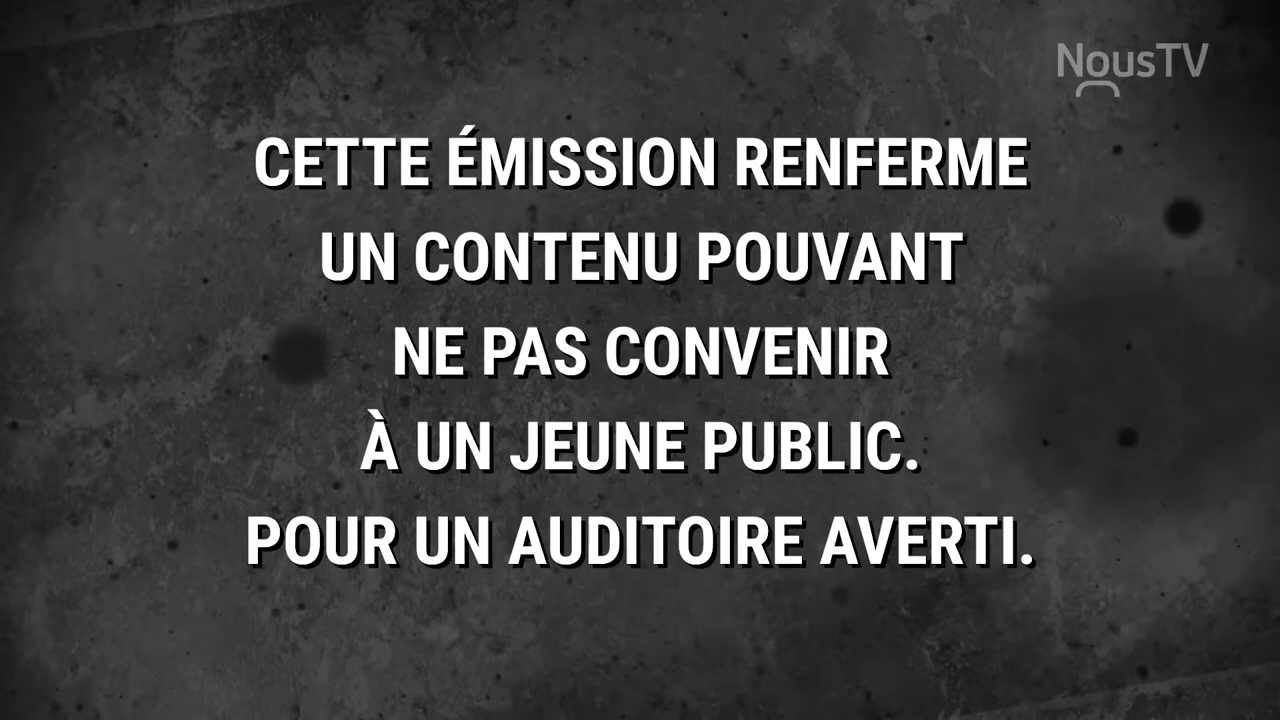 NousTV
CETTE ÉMISSION RENFERME
UN CONTENU POUVANT
NE PAS CONVENIR
À UN JEUNE PUBLIC.
POUR UN AUDITOIRE AVERTI.